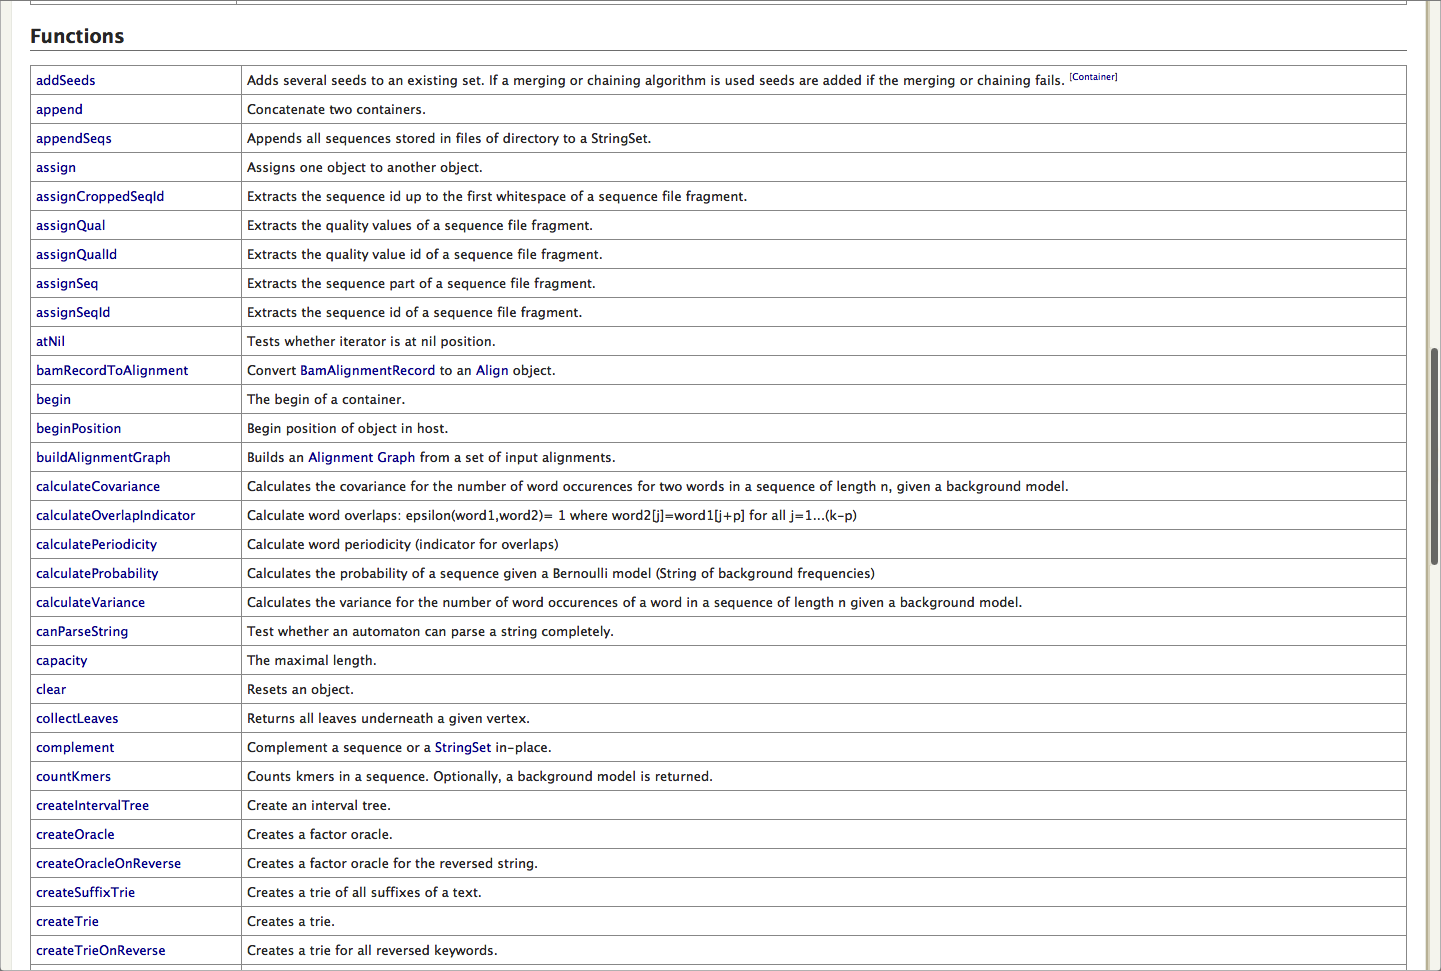 Functions
addSeeds Adds several seeds to an existing set. If a merging or chaining algorithm is used seeds are added if the merging or chaining fails. [Container]
append Concatenate two containers.
appendSeqs Appends all sequences stored in files of directory to a StringSet.
assign Assigns one object to another object.
assignCroppedSeqId Extracts the sequence id up to the first whitespace of a sequence file fragment.
assignQual Extracts the quality values of a sequence file fragment.
assignQualId Extracts the quality value id of a sequence file fragment.
assignSeq Extracts the sequence part of a sequence file fragment.
assignSeqId Extracts the sequence id of a sequence file fragment.
atNil Tests whether iterator is at nil position.
bamRecordToAlignment Convert BamAlignmentRecord to an Align object.
begin The begin of a container.
beginPosition Begin position of object in host.
buildAlignmentGraph Builds an Alignment Graph from a set of input alignments.
calculateCovariance Calculates the covariance for the number of word occurences for two words in a sequence of length n, given a background model.
calculateOverlapIndicator Calculate word overlaps: epsilon(word1,word2)= 1 where word2[j]=word1[j+p] for all j=1...(k-p)
calculatePeriodicity Calculate word periodicity (indicator for overlaps)
calculateProbability Calculates the probability of a sequence given a Bernoulli model (String of background frequencies)
calculateVariance Calculates the variance for the number of word occurences of a word in a sequence of length n given a background model.
canParseString Test whether an automaton can parse a string completely.
capacity The maximal length.
clear Resets an object.
collectLeaves Returns all leaves underneath a given vertex.
complement Complement a sequence or a StringSet in-place.
countKmers Counts kmers in a sequence. Optionally, a background model is returned.
createIntervalTree Create an interval tree.
createOracle Creates a factor oracle.
createOracleOnReverse Creates a factor oracle for the reversed string.
createSuffixTrie Creates a trie of all suffixes of a text.
createTrie Creates a trie.
createTrieOnReverse Creates a trie for all reversed keywords.